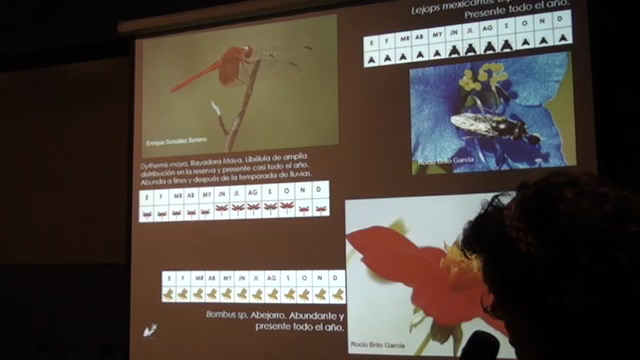 Lejops mexicanus.
Presente todo el año.
E F MR AB MY JN JL AG S O N D
Enrique González Soriano
Rocío Brito García
Dythemis maya, Rayadora Maya. Libélula de amplia
distribución en la reserva y presente casi todo el año.
Abunda a fines y después de la temporada de lluvias.
E F MR AB MY JN JL AG S O N D
E F MR AB MY JN JL AG S O N D
Bombus sp. Abejorro. Abundante y
presente todo el año.
Rocío Brito García